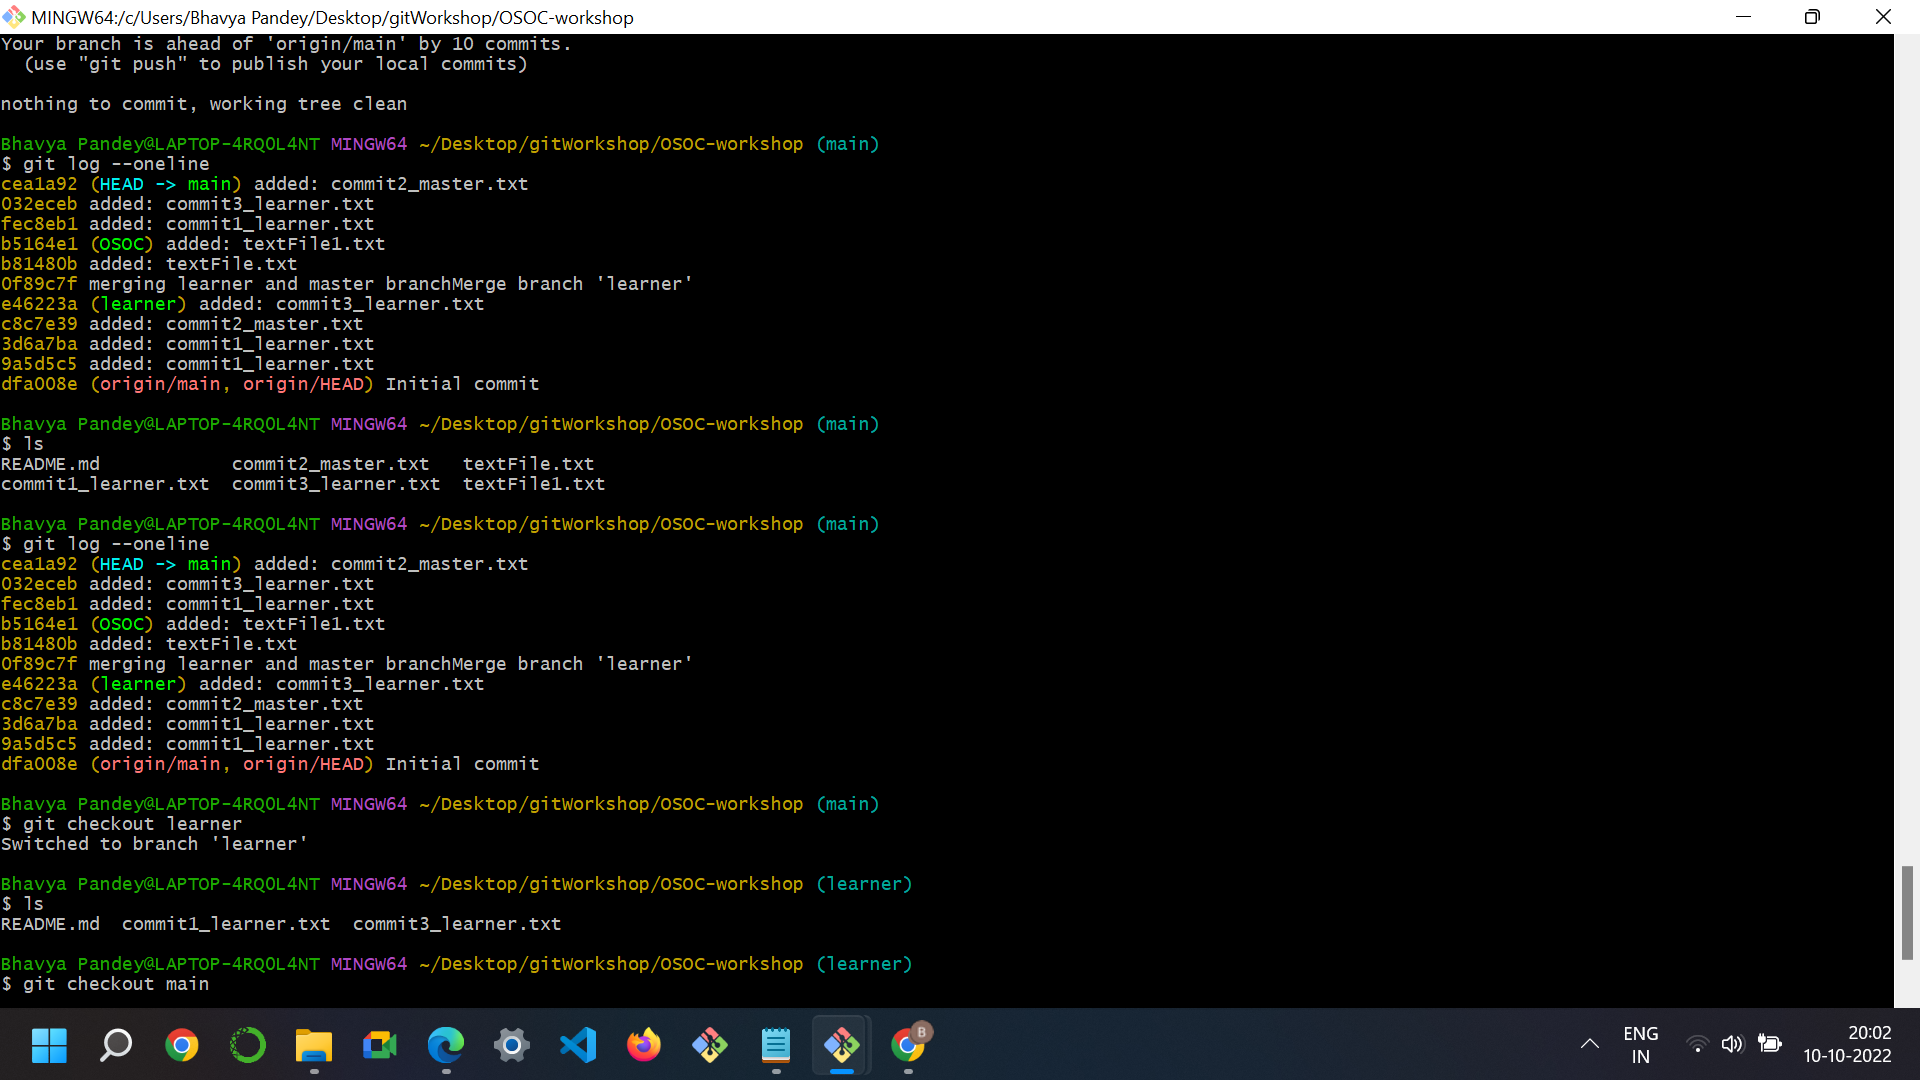 MINGW64:/c/Users/Bhavya Pandey/Desktop/gitWorkshop/OSOC-workshop
Your branch is ahead of 'origin/main' by 10 commits.
  (use "git push" to publish your local commits)
nothing to commit, working tree clean
Bhavya Pandey@LAPTOP-4RQ0L4NT MINGW64 ~/Desktop/gitWorkshop/OSOC-workshop (main)
$ git log --oneline
cea1a92 (HEAD -> main) added: commit2_master.txt
032eceb added: commit3_learner.txt
fec8eb1 added: commit1_learner.txt
b5164e1 (OSOC) added: textFile1.txt
b81480b added: textFile.txt
0f89c7f merging learner and master branchMerge branch 'learner'
e46223a (learner) added: commit3_learner.txt
c8c7e39 added: commit2_master.txt
3d6a7ba added: commit1_learner.txt
9a5d5c5 added: commit1_learner.txt
dfa008e (origin/main, origin/HEAD) Initial commit
Bhavya Pandey@LAPTOP-4RQ0L4NT MINGW64 ~/Desktop/gitWorkshop/OSOC-workshop (main)
$ ls
README.md            commit2_master.txt   textFile.txt
commit1_learner.txt  commit3_learner.txt  textFile1.txt
Bhavya Pandey@LAPTOP-4RQ0L4NT MINGW64 ~/Desktop/gitWorkshop/OSOC-workshop (main)
$ git log --oneline
cea1a92 (HEAD -> main) added: commit2_master.txt
032eceb added: commit3_learner.txt
fec8eb1 added: commit1_learner.txt
b5164e1 (OSOC) added: textFile1.txt
b81480b added: textFile.txt
0f89c7f merging learner and master branchMerge branch 'learner'
e46223a (learner) added: commit3_learner.txt
c8c7e39 added: commit2_master.txt
3d6a7ba added: commit1_learner.txt
9a5d5c5 added: commit1_learner.txt
dfa008e (origin/main, origin/HEAD) Initial commit
Bhavya Pandey@LAPTOP-4RQ0L4NT MINGW64 ~/Desktop/gitWorkshop/OSOC-workshop (main)
$ git checkout learner
Switched to branch 'learner'
Bhavya Pandey@LAPTOP-4RQ0L4NT MINGW64 ~/Desktop/gitWorkshop/OSOC-workshop (learner)
$ ls
README.md  commit1_learner.txt  commit3_learner.txt
Bhavya Pandey@LAPTOP-4RQ0L4NT MINGW64 ~/Desktop/gitWorkshop/OSOC-workshop (learner)
$ git checkout main
B
ENG
IN
20:02
10-10-2022